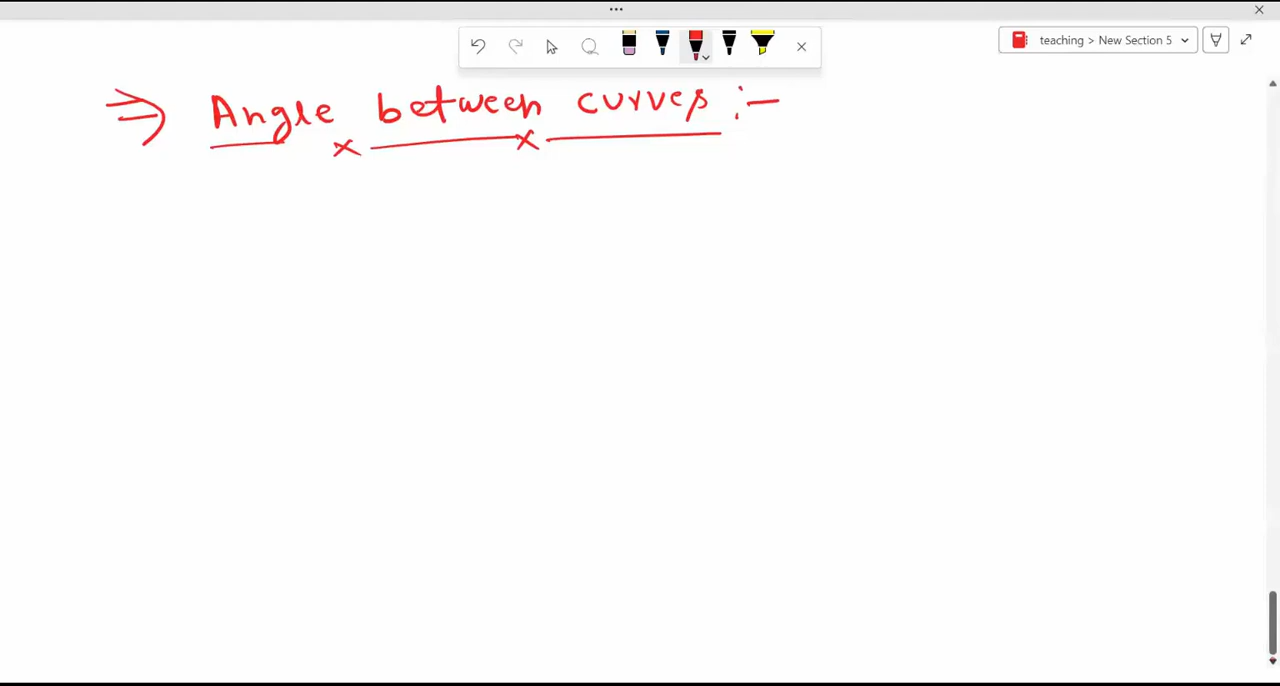 ...
teaching > New Section 5
⇒ Angle between curves :-